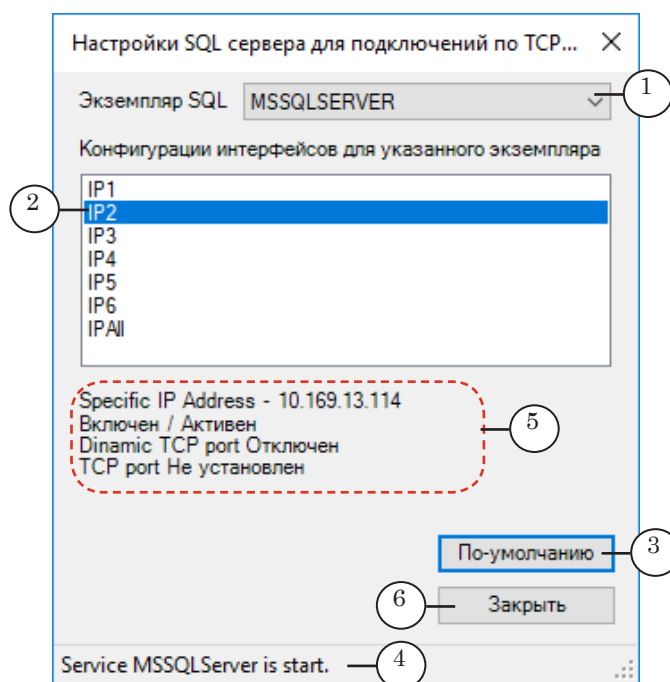 Настройки SQL сервера для подключений по TCP...
Экземпляр SQL MSSQLSERVER 1
Конфигурации интерфейсов для указанного экземпляра
IP1
2 IP2
IP3
IP4
IP5
IP6
IPAll
Specific IP Address - 10.169.13.114
Включен / Активен 5
Dinamic TCP port Отключен
TCP port Не установлен
По-умолчанию 3
6 Закрыть
Service MSSQLServer is start. 4